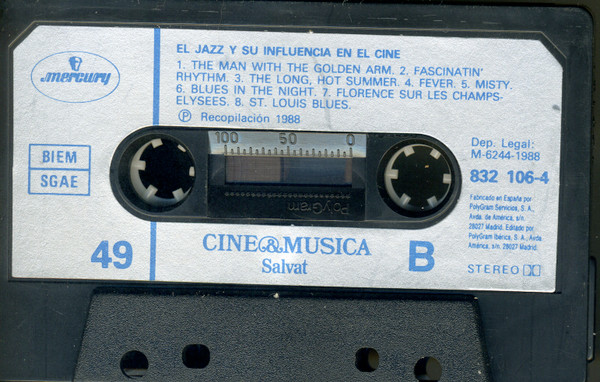 mercury
EL JAZZ Y SU INFLUENCIA EN EL CINE
1. THE MAN WITH THE GOLDEN ARM. 2. FASCINATIN'
RHYTHM. 3. THE LONG, HOT SUMMER. 4. FEVER. 5. MISTY.
6. BLUES IN THE NIGHT. 7. FLORENCE SUR LES CHAMPS-
ELYSEES. 8. ST. LOUIS BLUES.
Ⓟ Recopilación 1988
BIEM
SGAE
100 50 0
PolyGram
Dep. Legal:
M-6244-1988
832 106-4
Fabricado en España por
PolyGram Servicios, S. A.,
Avda. de América, s/n.
28027 Madrid. Editado por
PolyGram Ibérica, S. A., Avda.
América, s/n. 28027 Madrid.
49
CINE&MUSICA
Salvat
B
STEREO